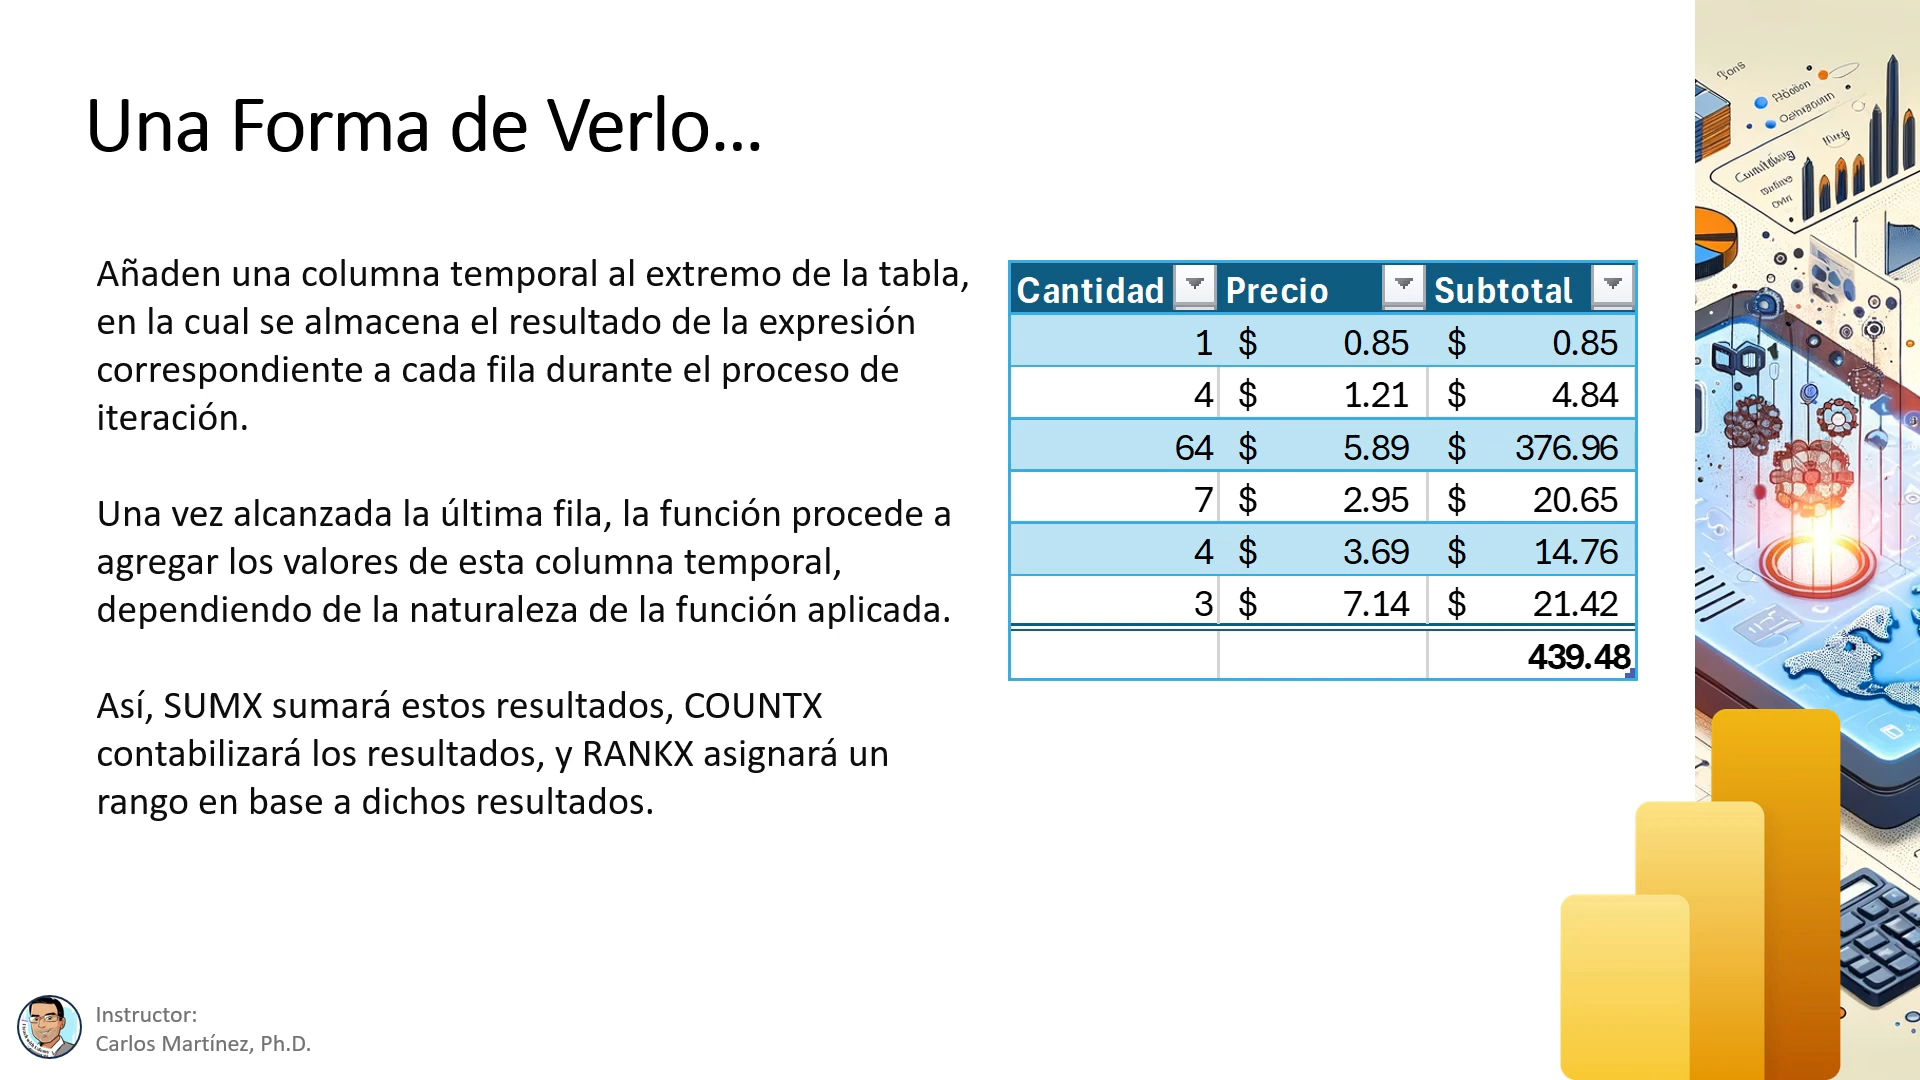 Una Forma de Verlo...
Añaden una columna temporal al extremo de la tabla,
en la cual se almacena el resultado de la expresión
correspondiente a cada fila durante el proceso de
iteración.
Una vez alcanzada la última fila, la función procede a
agregar los valores de esta columna temporal,
dependiendo de la naturaleza de la función aplicada.
Así, SUMX sumará estos resultados, COUNTX
contabilizará los resultados, y RANKX asignará un
rango en base a dichos resultados.
Cantidad Precio Subtotal
1 $ 0.85 $ 0.85
4 $ 1.21 $ 4.84
64 $ 5.89 $ 376.96
7 $ 2.95 $ 20.65
4 $ 3.69 $ 14.76
3 $ 7.14 $ 21.42
439.48
Instructor:
Carlos Martínez, Ph.D.